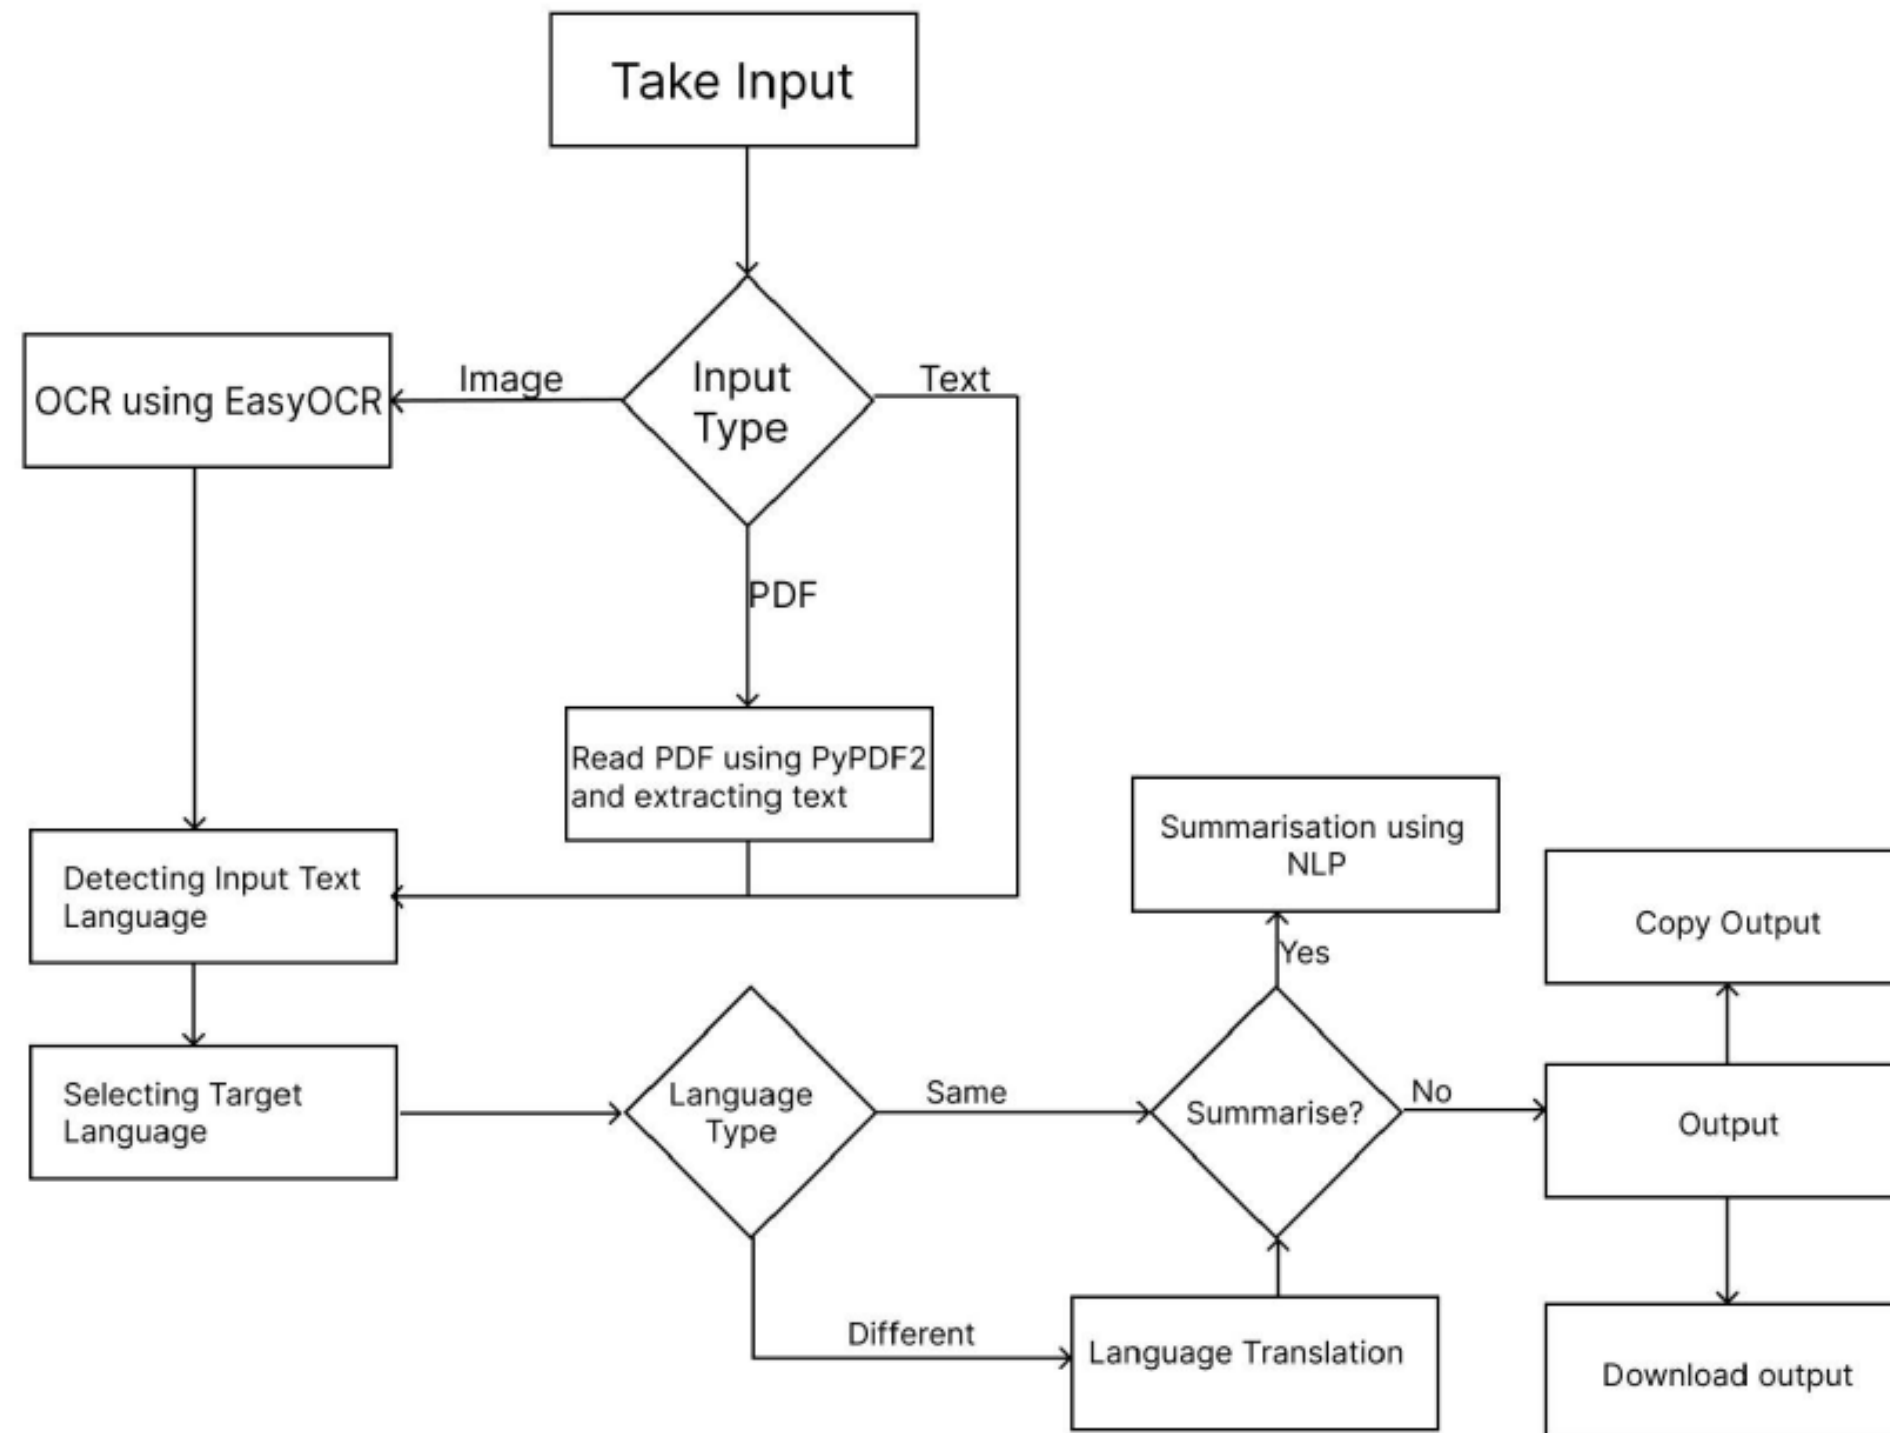 Take Input
Image
Input
Type
Text
OCR using EasyOCR
PDF
Read PDF using PyPDF2
and extracting text
Detecting Input Text
Language
Summarisation using
NLP
Copy Output
Yes
Selecting Target
Language
Language
Type
Same
Summarise?
No
Output
Different
Language Translation
Download output